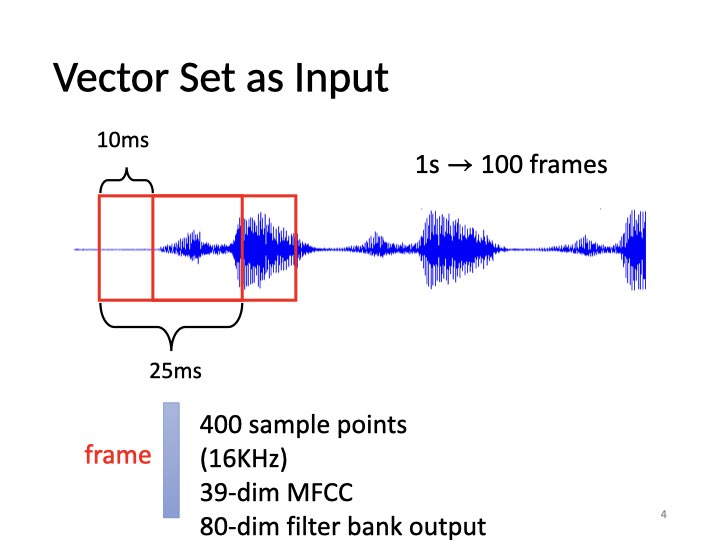 Vector Set as Input
10ms
1s → 100 frames
25ms
frame
400 sample points
(16KHz)
39-dim MFCC
80-dim filter bank output
4